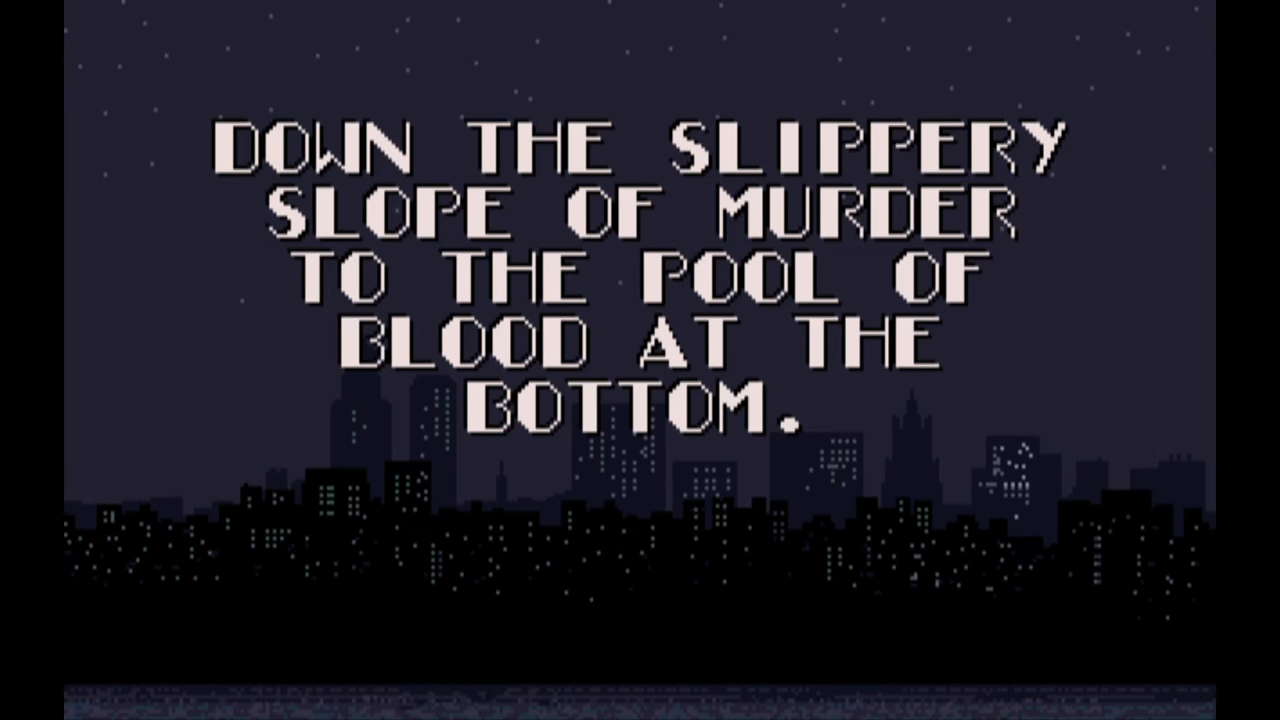 DOWN THE SLIPPERY
SLOPE OF MURDER
TO THE POOL OF
BLOOD AT THE
BOTTOM.